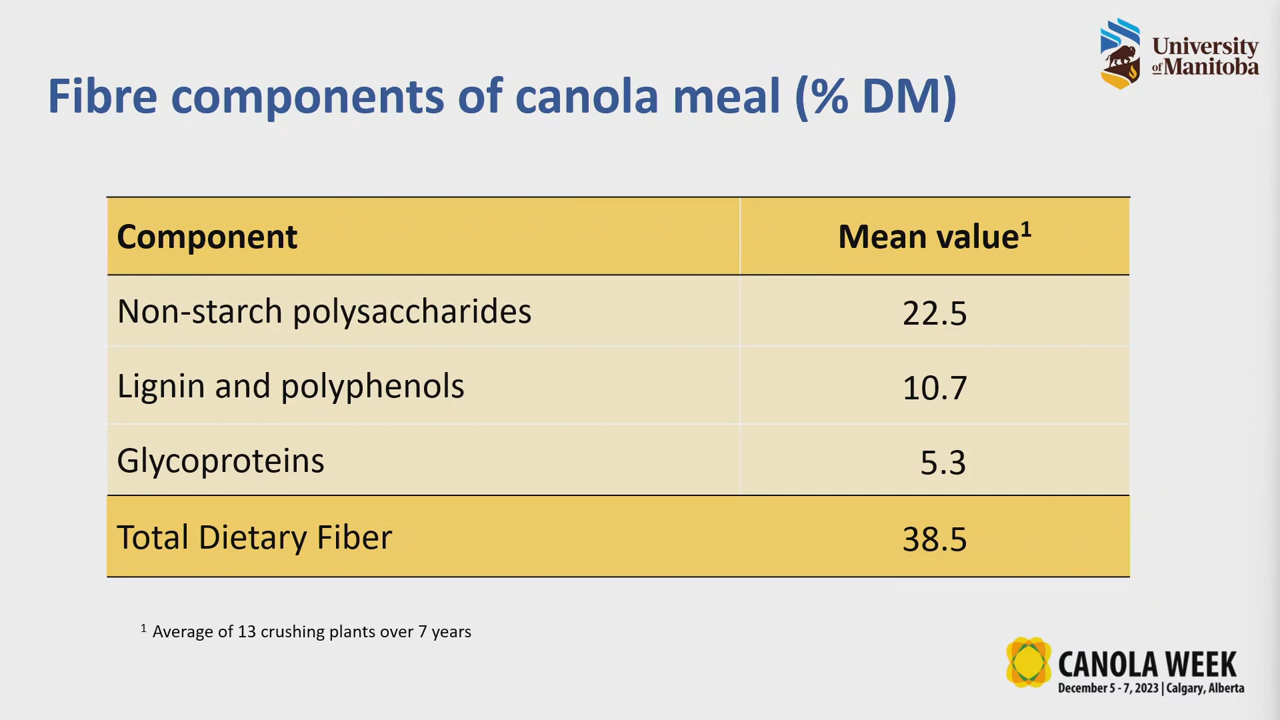 University
of Manitoba
Fibre components of canola meal (% DM)
Component Mean value¹
Non-starch polysaccharides 22.5
Lignin and polyphenols 10.7
Glycoproteins 5.3
Total Dietary Fiber 38.5
¹ Average of 13 crushing plants over 7 years
CANOLA WEEK
December 5 - 7, 2023 | Calgary, Alberta